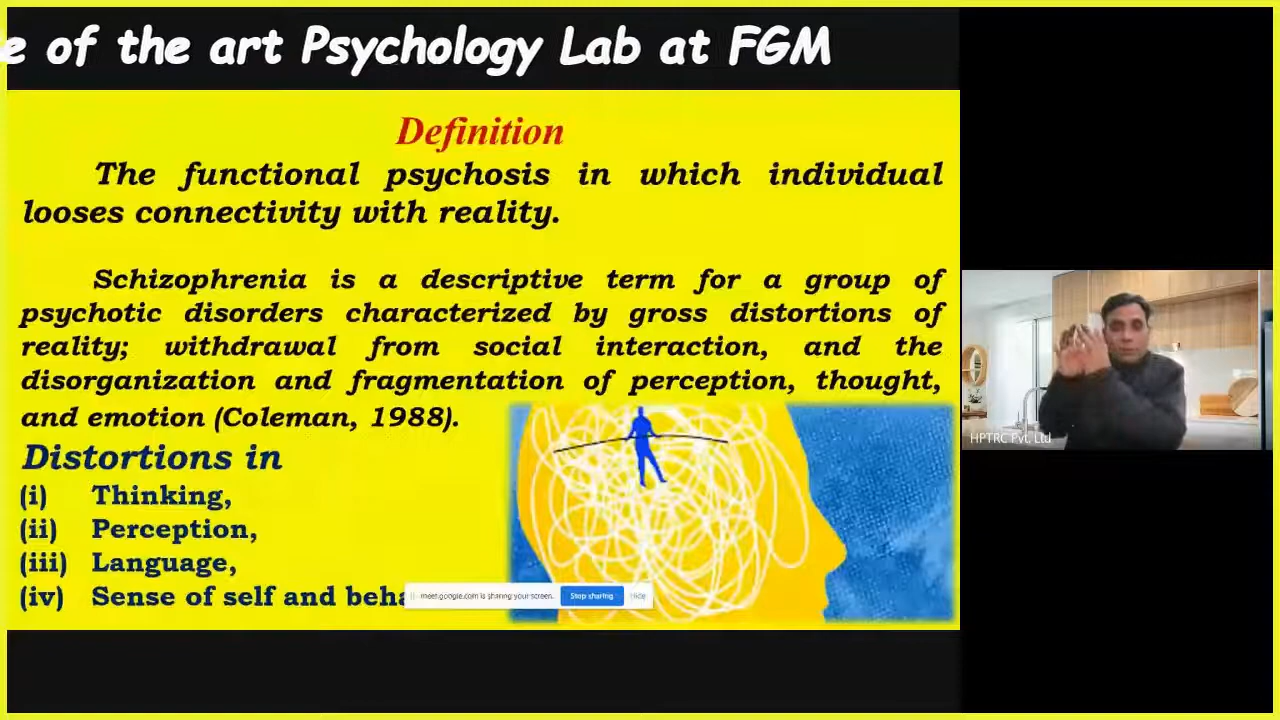 e of the art Psychology Lab at FGM
Definition
The functional psychosis in which individual
looses connectivity with reality.
Schizophrenia is a descriptive term for a group of
psychotic disorders characterized by gross distortions of
reality; withdrawal from social interaction, and the
disorganization and fragmentation of perception, thought,
and emotion (Coleman, 1988).
Distortions in
(i) Thinking,
(ii) Perception,
(iii) Language,
(iv) Sense of self and beha
meet.google.com is sharing your screen. Stop sharing Hide
HPTRC Pvt. Ltd.